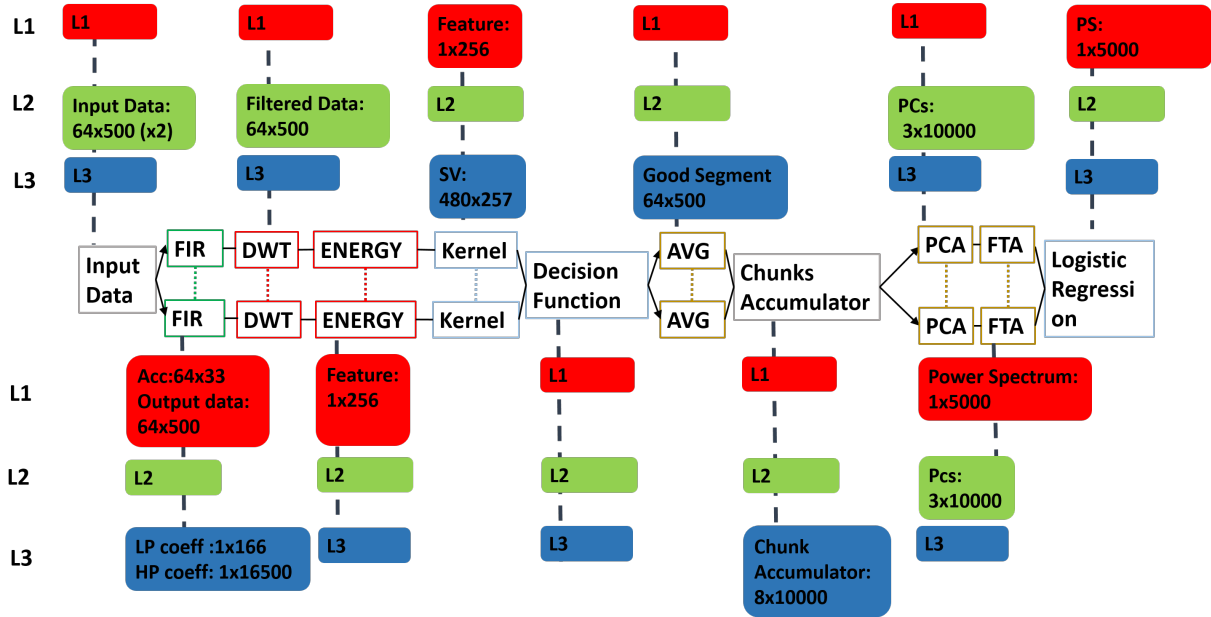 L1
L1
L1
Feature:
1x256
L1
L1
PS:
1x5000
L2
Input Data:
64x500 (x2)
Filtered Data:
64x500
L2
L2
PCs:
3x10000
L2
L3
L3
L3
SV:
480x257
Good Segment
64x500
L3
L3
Input
Data
FIR
DWT
ENERGY
Kernel
FIR
DWT
ENERGY
Kernel
Decision
Function
AVG
AVG
Chunks
Accumulator
PCA
FTA
PCA
FTA
Logistic
Regressi
on
L1
Acc:64x33
Output data:
64x500
Feature:
1x256
L1
L1
Power Spectrum:
1x5000
L2
L2
L2
L2
L2
Pcs:
3x10000
L3
LP coeff :1x166
HP coeff: 1x16500
L3
L3
Chunk
Accumulator:
8x10000
L3